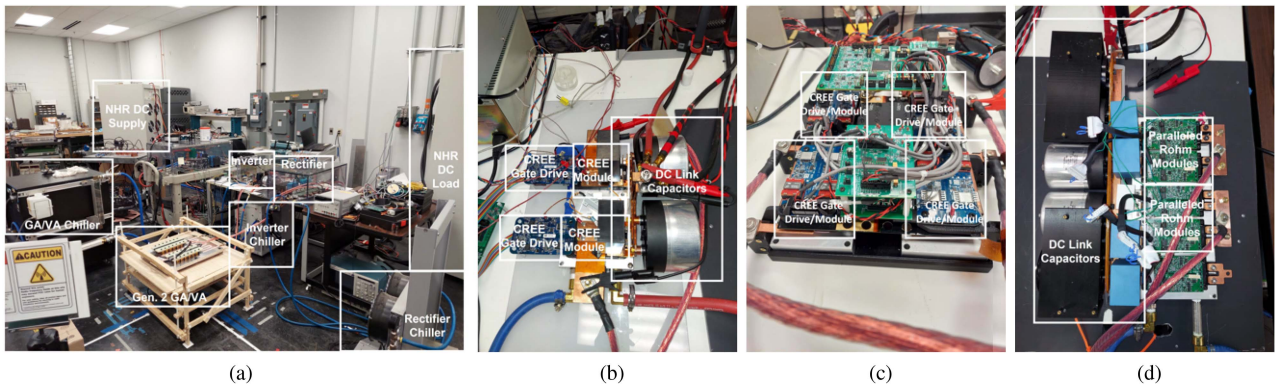 NHR DC
Supply
Inverter
Rectifier
NHR
DC
Load
GA/VA Chiller
Inverter
Chiller
CAUTION
Gen. 2 GA/VA
Rectifier
Chiller
(a)
CREE
Gate Drive
CREE
Module
DC Link
Capacitors
CREE
Gate Drive
CREE
Module
(b)
CREE Gate
Drive/Module
CREE Gate
Drive/Module
CREE Gate
Drive/Module
CREE Gate
Drive/Module
(c)
Paralleled
Rohm
Modules
Paralleled
Rohm
Modules
DC Link
Capacitors
(d)